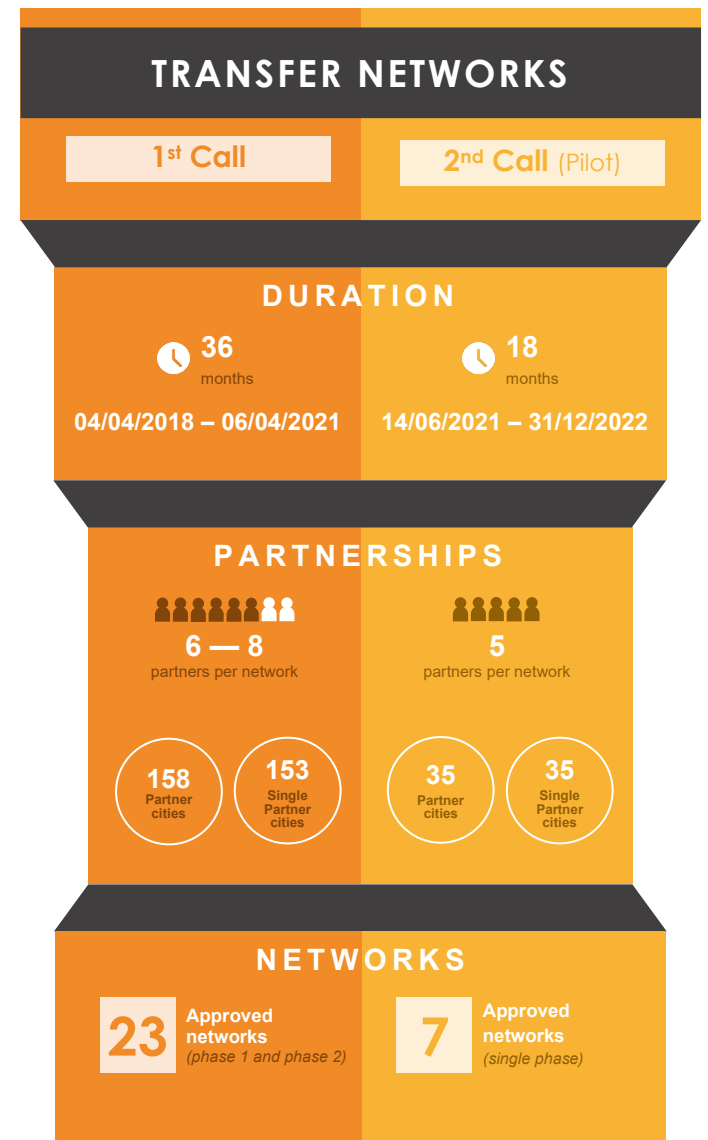 TRANSFER NETWORKS
1st Call
2nd Call (Pilot)
DURATION
36
months
18
months
04/04/2018 – 06/04/2021
14/06/2021 – 31/12/2022
PARTNERSHIPS
6 — 8
partners per network
5
partners per network
158
Partner
cities
153
Single
Partner
cities
35
Partner
cities
35
Single
Partner
cities
NETWORKS
23
Approved
networks
(phase 1 and phase 2)
7
Approved
networks
(single phase)